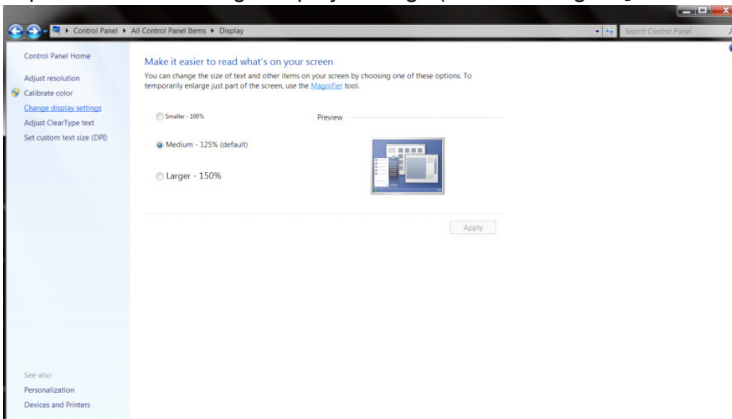 Control Panel ▸ All Control Panel Items ▸ Display
Search Control Panel
Control Panel Home
Adjust resolution
Calibrate color
Change display settings
Adjust ClearType text
Set custom text size (DPI)
Make it easier to read what's on your screen
You can change the size of text and other items on your screen by choosing one of these options. To
temporarily enlarge just part of the screen, use the Magnifier tool.
Smaller - 100%
Preview
Medium - 125% (default)
Larger - 150%
Apply
See also
Personalization
Devices and Printers